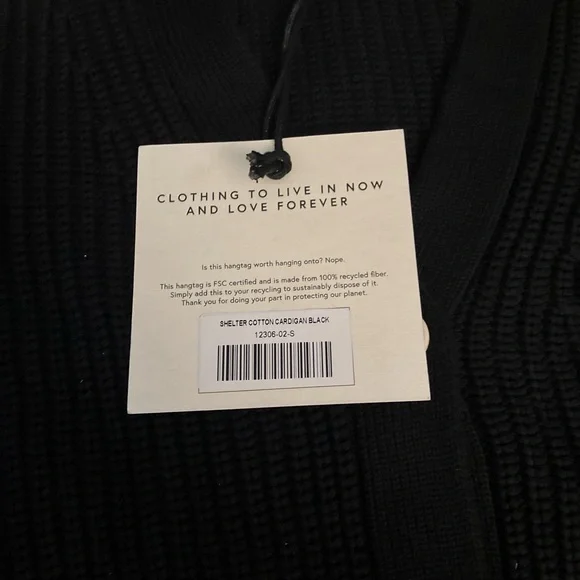 CLOTHING TO LIVE IN NOW
AND LOVE FOREVER
Is this hangtag worth hanging onto? Nope.
This hangtag is FSC certified and is made from 100% recycled fiber.
Simply add this to your recycling to sustainably dispose of it.
Thank you for doing your part in protecting our planet.
SHELTER COTTON CARDIGAN BLACK
12306-02-S